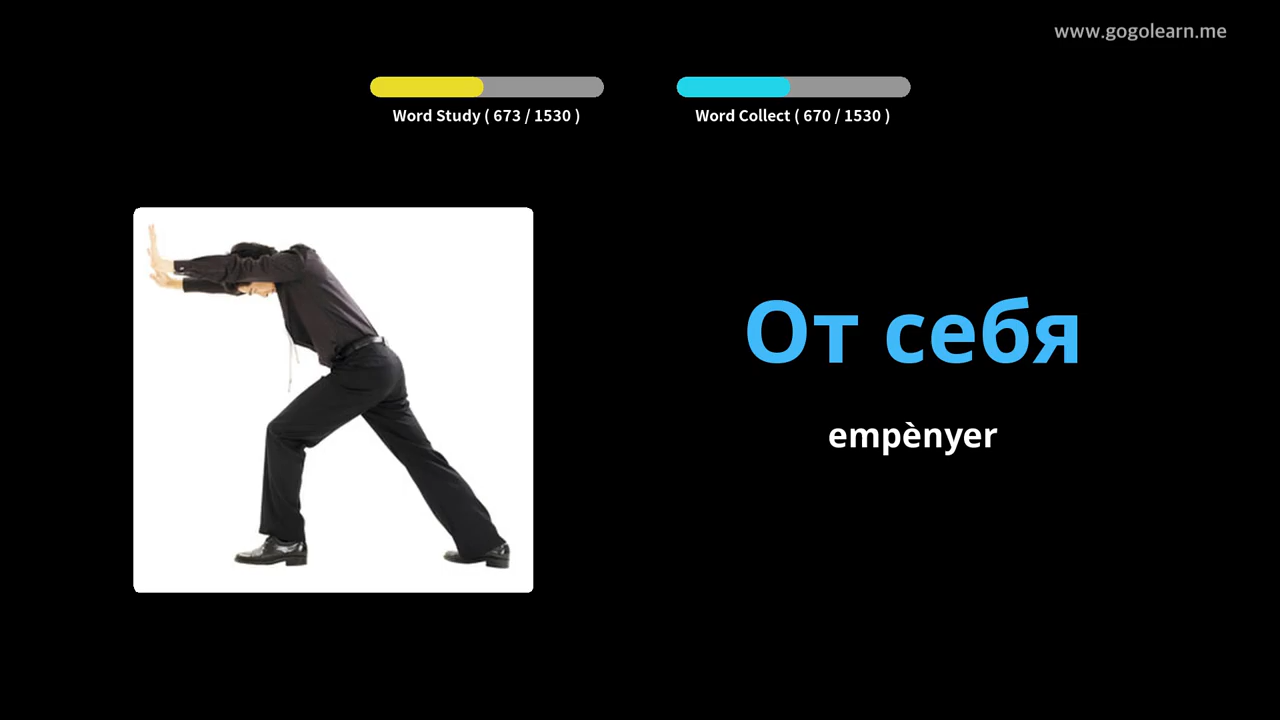 www.gogolearn.me
Word Study ( 673 / 1530 )
Word Collect ( 670 / 1530 )
От себя
empènyer